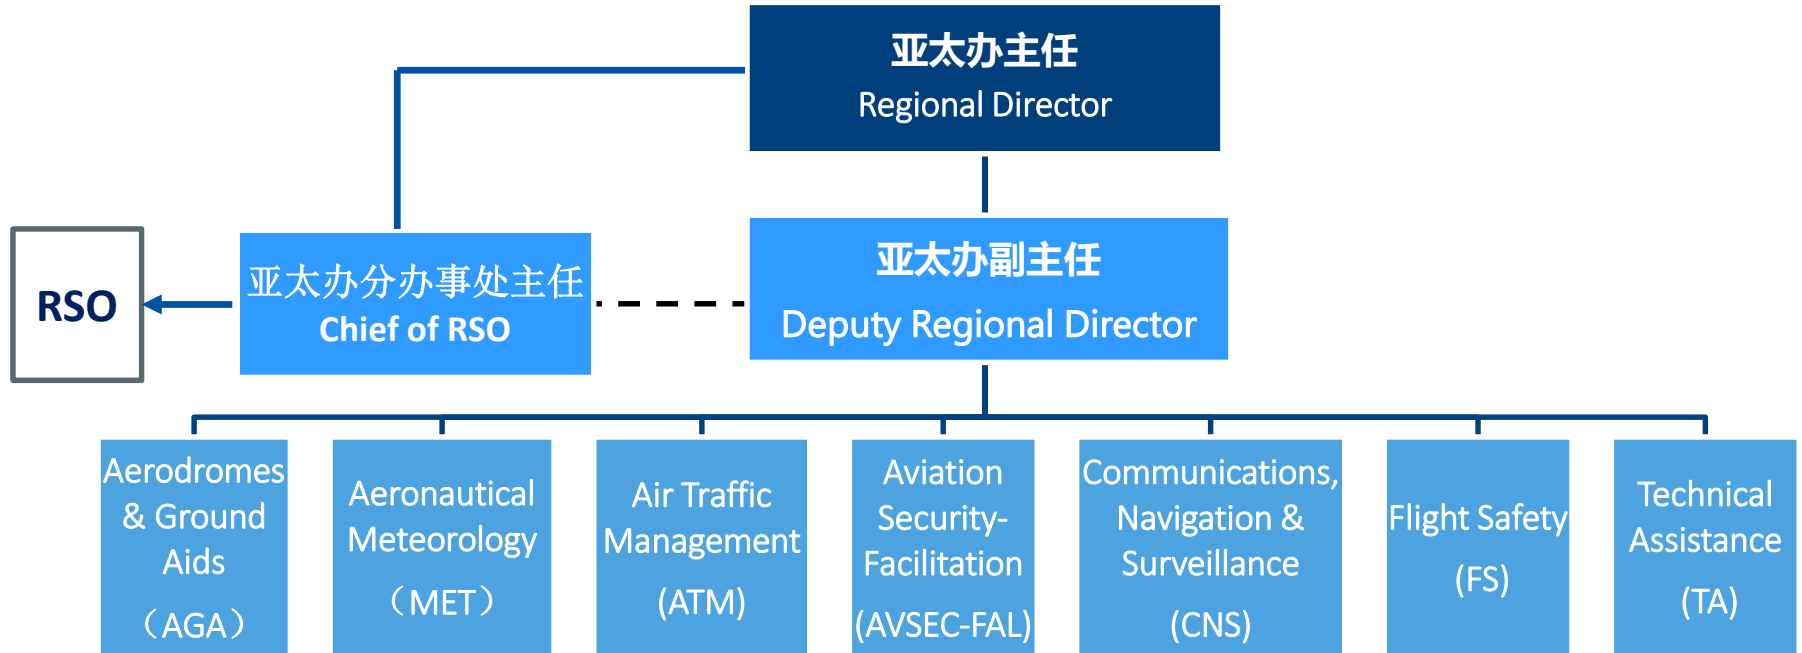 亚太办主任
Regional Director
RSO
亚太办分办事处主任
Chief of RSO
亚太办副主任
Deputy Regional Director
Aerodromes
& Ground
Aids
（AGA）
Aeronautical
Meteorology
（MET）
Air Traffic
Management
(ATM)
Aviation
Security-
Facilitation
(AVSEC-FAL)
Communications,
Navigation &
Surveillance
(CNS)
Flight Safety
(FS)
Technical
Assistance
(TA)